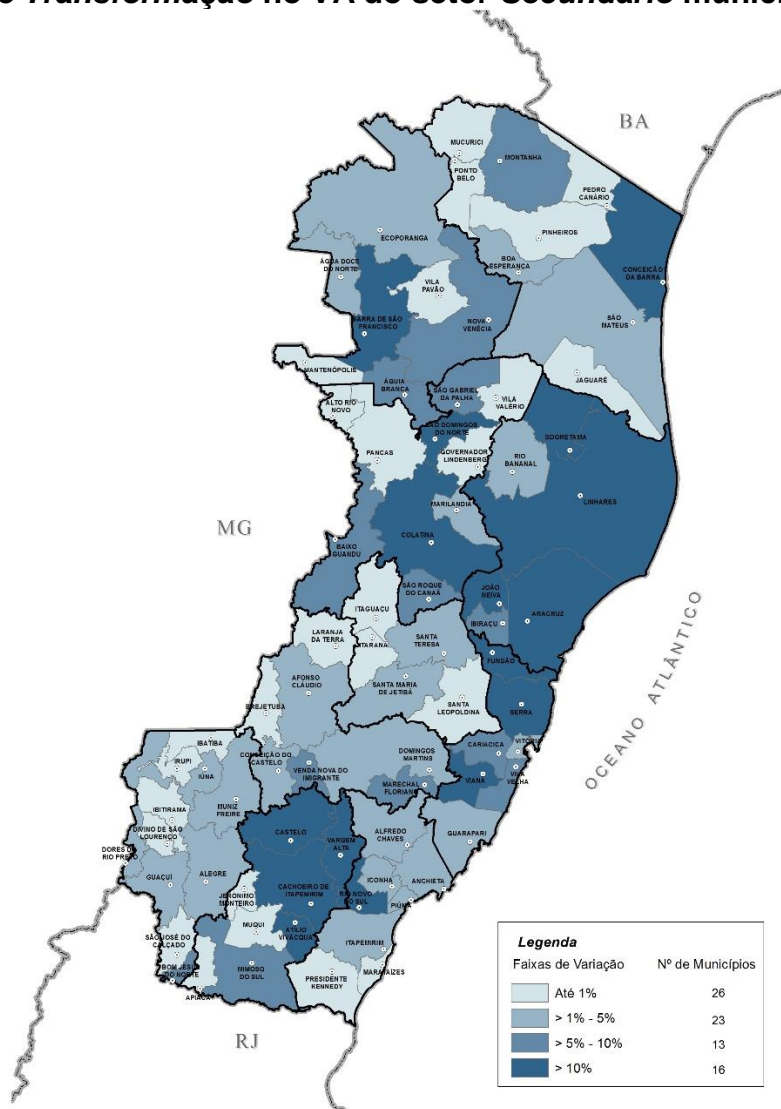 Transformação no VA do setor Secundário
BA
MUCURICI
MONTANHA
PONTO
BELO
PEDRO
CANÁRIO
PINHEIROS
ECOPORANGA
BOA
ESPERANÇA
CONCEIÇÃO
DA BARRA
ÁGUA DOCE
DO NORTE
VILA
PAVÃO
BARRA DE SÃO
FRANCISCO
NOVA
VENÉCIA
SÃO
MATEUS
MANTENÓPOLIS
JAGUARÉ
ÁGUIA
BRANCA
SÃO GABRIEL
DA PALHA
VILA
VALÉRIO
ALTO RIO
NOVO
DOMINGOS
DO NORTE
SOORETAMA
PANCAS
GOVERNADOR
LINDENBERG
RIO
BANANAL
LINHARES
MARILANDIA
MG
COLATINA
BAIXO
GUANDU
SÃO ROQUE
DO CANAÃ
JOÃO
NEIVA
ARACRUZ
IBIRAÇU
ITAGUAÇU
LARANJA
DA TERRA
ITARANA
SANTA
TERESA
FUNDÃO
AFONSO
CLÁUDIO
SANTA MARIA
DE JETIBÁ
SANTA
LEOPOLDINA
SERRA
BREJETUBA
OCEANO ATLÂNTICO
IBATIBA
CONCEIÇÃO DO
CASTELO
DOMINGOS
MARTINS
CARIACICA
VITÓRIA
IRUPI
IÚNA
VENDA NOVA DO
IMIGRANTE
MARECHAL
FLORIANO
VIANA
VILA
VELHA
MUNIZ
FREIRE
IBITIRAMA
DIVINO DE SÃO
LOURENÇO
CASTELO
VARGEM
ALTA
ALFREDO
CHAVES
GUARAPARI
DORES DO
RIO PRETO
GUAÇUÍ
ALEGRE
JERONIMO
MONTEIRO
CACHOEIRO DE
ITAPEMIRIM
ICONHA
ANCHIETA
RIO NOVO
DO SUL
PIÚMA
MUQUI
ATILIO
VIVACQUA
SÃO JOSÉ DO
CALÇADO
ITAPEMIRIM
BOM JESUS
DO NORTE
MIMOSO
DO SUL
PRESIDENTE
KENNEDY
MARATAÍZES
APIACÁ
RJ
Legenda
Faixas de Variação Nº de Municípios
Até 1% 26
> 1% - 5% 23
> 5% - 10% 13
> 10% 16